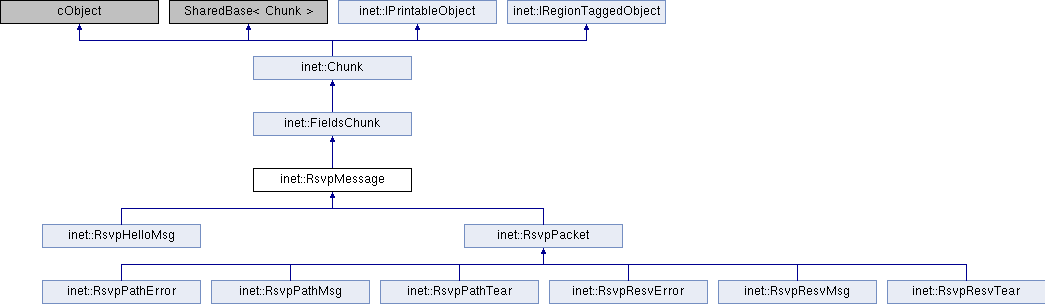 cObject
SharedBase< Chunk >
inet::IPrintableObject
inet::IRegionTaggedObject
inet::Chunk
inet::FieldsChunk
inet::RsvpMessage
inet::RsvpHelloMsg
inet::RsvpPacket
inet::RsvpPathError
inet::RsvpPathMsg
inet::RsvpPathTear
inet::RsvpResvError
inet::RsvpResvMsg
inet::RsvpResvTear